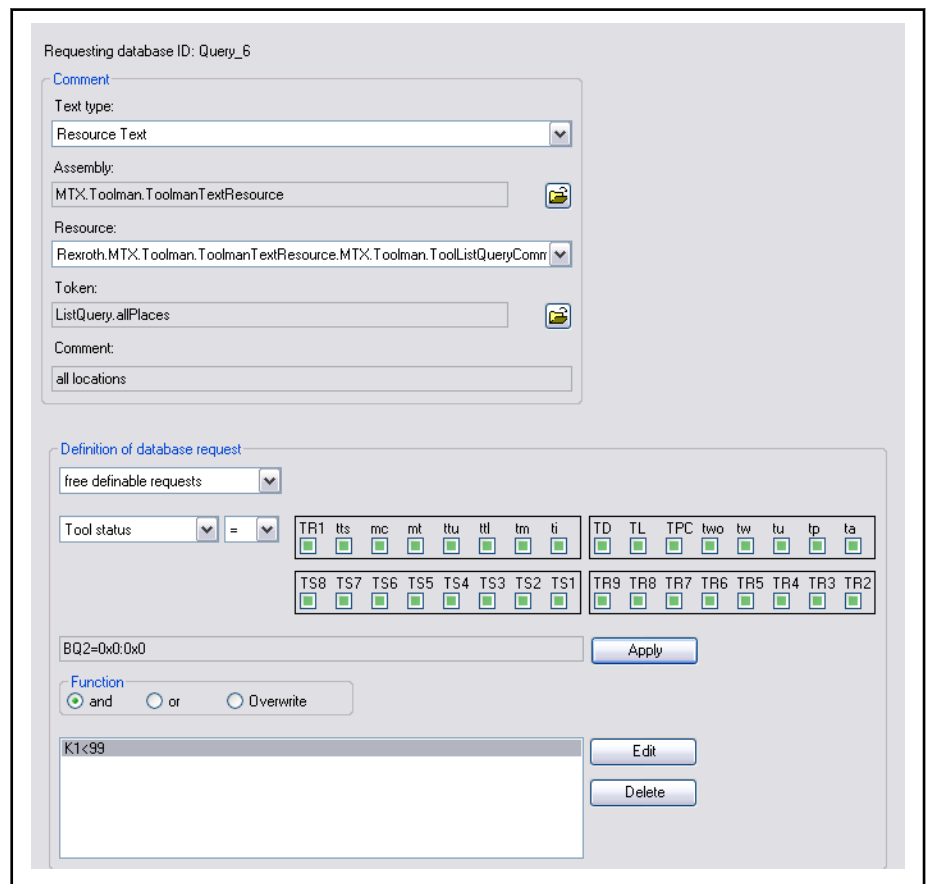 Requesting database ID: Query_6
Comment
Text type:
Resource Text
Assembly:
MTX.Toolman.ToolmanTextResource
Resource:
Rexroth.MTX.Toolman.ToolmanTextResource.MTX.Toolman.ToolListQueryComm
Token:
ListQuery.allPlaces
Comment:
all locations
Definition of database request
free definable requests
Tool status = TR1 tts mc mt ttu ttl tm ti TD TL TPC two tw tu tp ta
TS8 TS7 TS6 TS5 TS4 TS3 TS2 TS1 TR9 TR8 TR7 TR6 TR5 TR4 TR3 TR2
BQ2=0x0:0x0 Apply
Function
and or Overwrite
K1<99 Edit
Delete